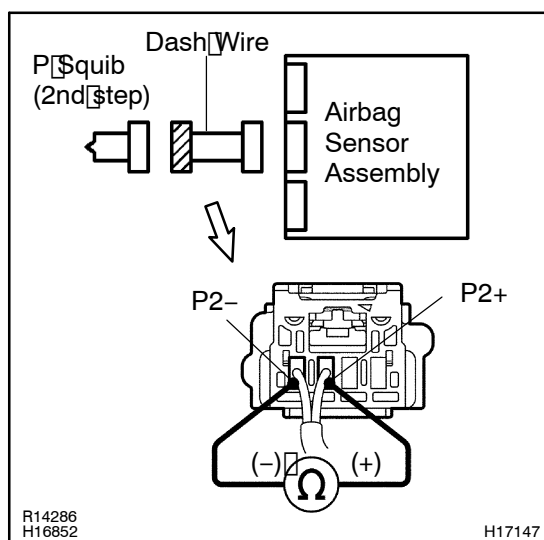 Dash Wire
P Squib
(2nd step)
Airbag
Sensor
Assembly
P2−
P2+
(−)
(+)
Ω
R14286
H16852
H17147